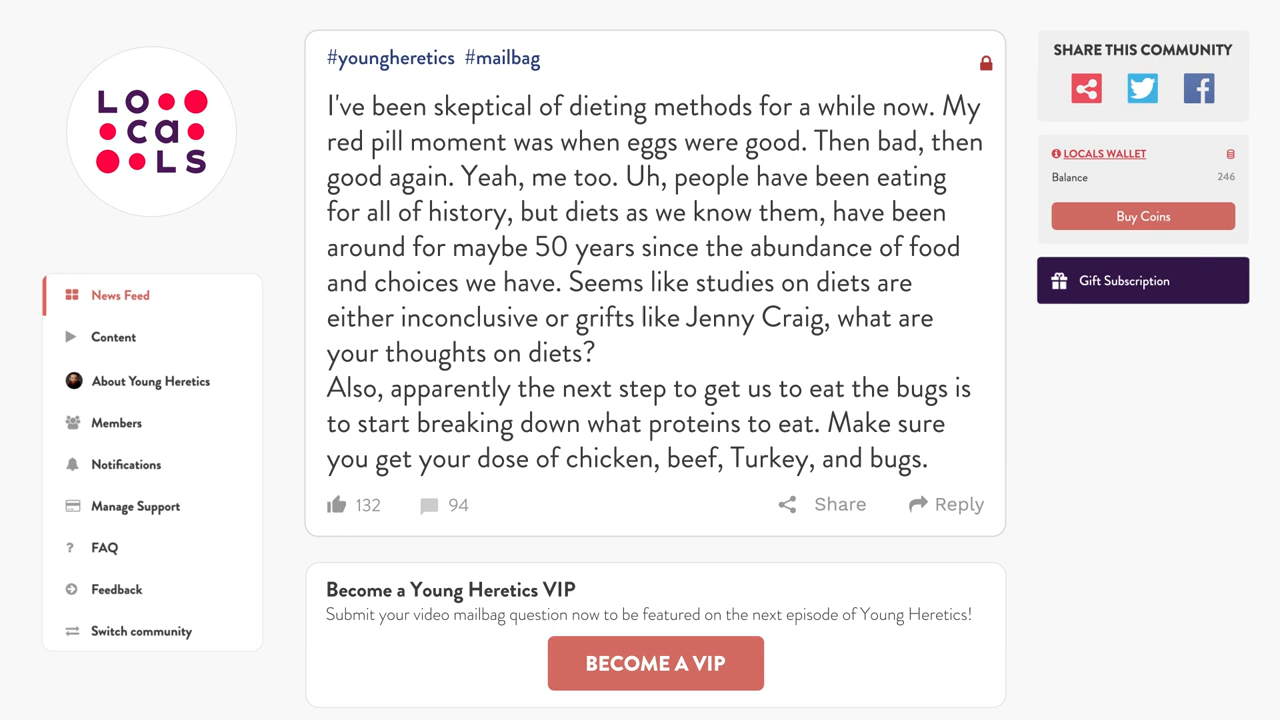 LOCALS
News Feed
Content
About Young Heretics
Members
Notifications
Manage Support
FAQ
Feedback
Switch community
#youngheretics #mailbag
I've been skeptical of dieting methods for a while now. My
red pill moment was when eggs were good. Then bad, then
good again. Yeah, me too. Uh, people have been eating
for all of history, but diets as we know them, have been
around for maybe 50 years since the abundance of food
and choices we have. Seems like studies on diets are
either inconclusive or grifts like Jenny Craig, what are
your thoughts on diets?
Also, apparently the next step to get us to eat the bugs is
to start breaking down what proteins to eat. Make sure
you get your dose of chicken, beef, Turkey, and bugs.
132 94 Share Reply
Become a Young Heretics VIP
Submit your video mailbag question now to be featured on the next episode of Young Heretics!
BECOME A VIP
SHARE THIS COMMUNITY
LOCALS WALLET
Balance 246
Buy Coins
Gift Subscription